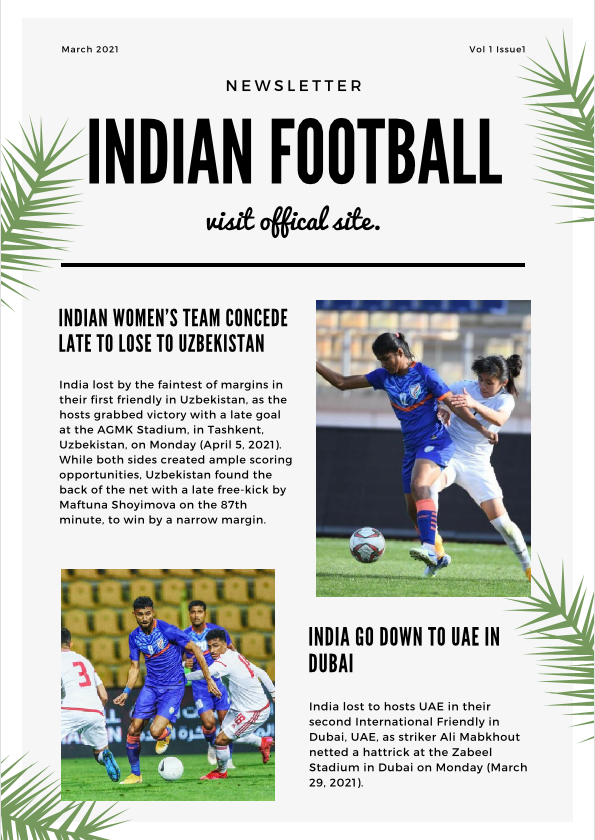 March 2021
Vol 1 Issue1
NEWSLETTER
INDIAN FOOTBALL
visit offical site.
INDIAN WOMEN'S TEAM CONCEDE
LATE TO LOSE TO UZBEKISTAN
India lost by the faintest of margins in
their first friendly in Uzbekistan, as the
hosts grabbed victory with a late goal
at the AGMK Stadium, in Tashkent,
Uzbekistan, on Monday (April 5, 2021).
While both sides created ample scoring
opportunities, Uzbekistan found the
back of the net with a late free-kick by
Maftuna Shoyimova on the 87th
minute, to win by a narrow margin.
3
INDIA GO DOWN TO UAE IN
DUBAI
India lost to hosts UAE in their
second International Friendly in
Dubai, UAE, as striker Ali Mabkhout
netted a hattrick at the Zabeel
Stadium in Dubai on Monday (March
29, 2021).